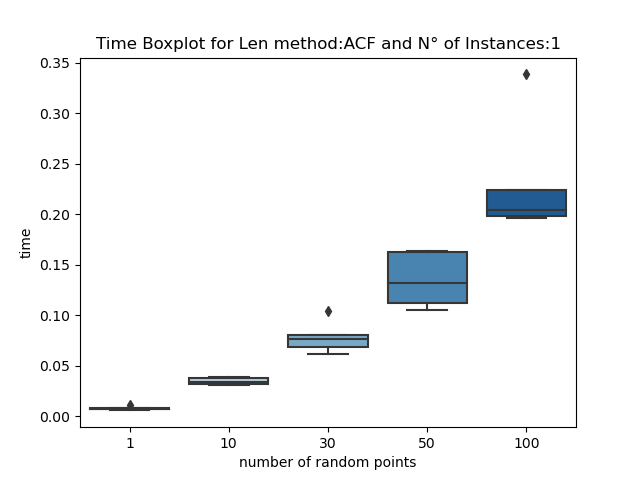 Time Boxplot for Len method:ACF and N° of Instances:1
0.35
0.30
0.25
0.20
0.15
0.10
0.05
0.00
time
1 10 30 50 100
number of random points